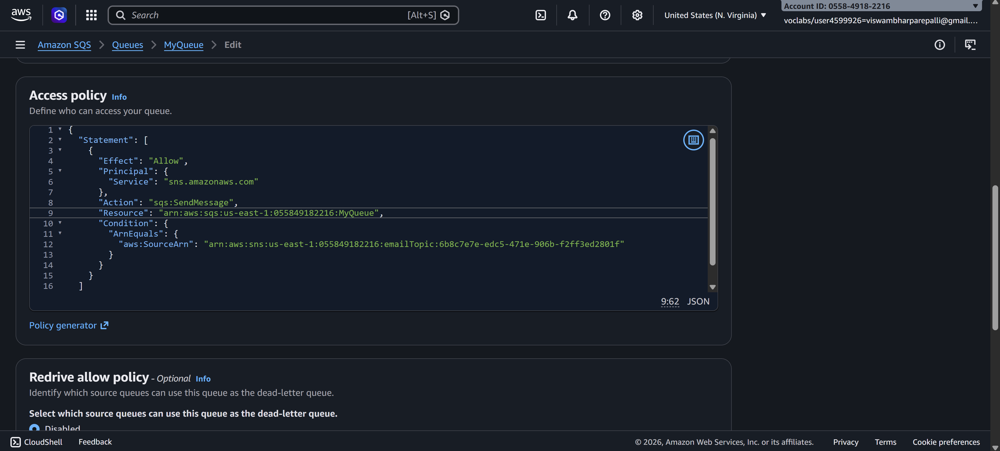 aws
Search
[Alt+S]
United States (N. Virginia)
Account ID: 0558-4918-2216
voclabs/user4599926=viswambharparepalli@gmail....
Amazon SQS > Queues > MyQueue > Edit
Access policy Info
Define who can access your queue.
1 {
2 "Statement": [
3 {
4 "Effect": "Allow",
5 "Principal": {
6 "Service": "sns.amazonaws.com"
7 },
8 "Action": "sqs:SendMessage",
9 "Resource": "arn:aws:sqs:us-east-1:055849182216:MyQueue",
10 "Condition": {
11 "ArnEquals": {
12 "aws:SourceArn": "arn:aws:sns:us-east-1:055849182216:emailTopic:6b8c7e7e-edc5-471e-906b-f2ff3ed2801f"
13 }
14 }
15 }
16 ]
9:62 JSON
Policy generator
Redrive allow policy - Optional Info
Identify which source queues can use this queue as the dead-letter queue.
Select which source queues can use this queue as the dead-letter queue.
Disabled
CloudShell Feedback
© 2026, Amazon Web Services, Inc. or its affiliates. Privacy Terms Cookie preferences